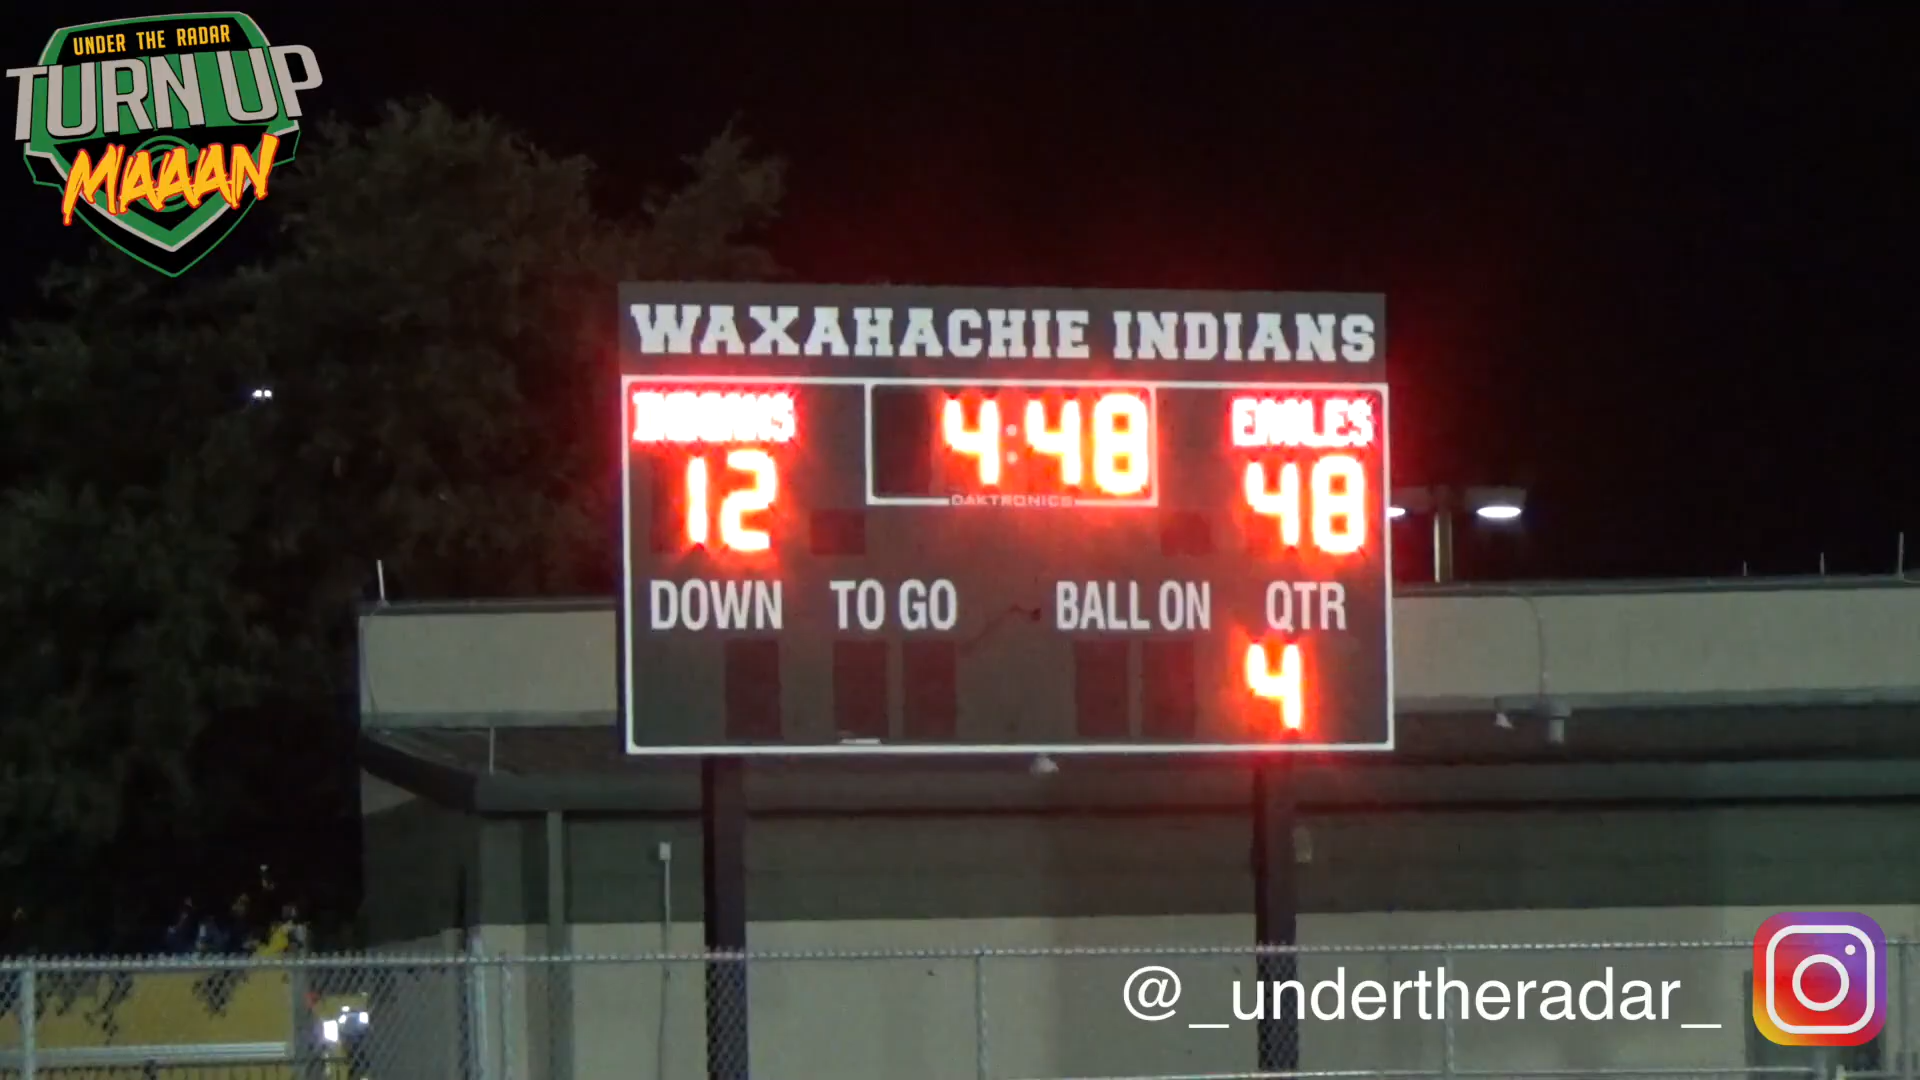 UNDER THE RADAR
TURN UP
MAAAN
WAXAHACHIE INDIANS
INDIANS 4:48 EAGLES
12 48
DAKTRONICS
DOWN TO GO BALL ON QTR
4
@_undertheradar_